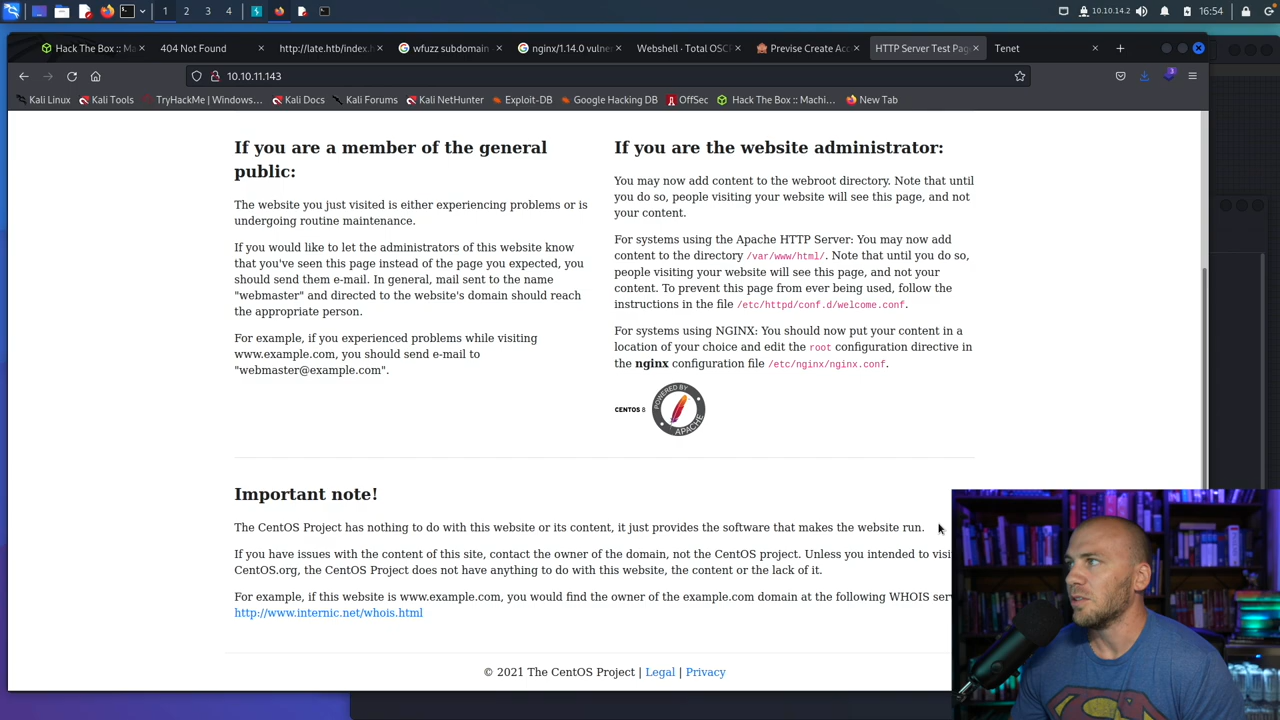 1 2 3 4
10.10.14.2 16:54
Hack The Box :: Ma
404 Not Found
http://late.htb/index.h
wfuzz subdomain
nginx/1.14.0 vulner
Webshell · Total OSCP
Previse Create Acc
HTTP Server Test Page
Tenet
10.10.11.143
3
Kali Linux
Kali Tools
TryHackMe | Windows...
Kali Docs
Kali Forums
Kali NetHunter
Exploit-DB
Google Hacking DB
OffSec
Hack The Box :: Machi...
New Tab
If you are a member of the general
public:
The website you just visited is either experiencing problems or is
undergoing routine maintenance.
If you would like to let the administrators of this website know
that you've seen this page instead of the page you expected, you
should send them e-mail. In general, mail sent to the name
"webmaster" and directed to the website's domain should reach
the appropriate person.
For example, if you experienced problems while visiting
www.example.com, you should send e-mail to
"webmaster@example.com".
If you are the website administrator:
You may now add content to the webroot directory. Note that until
you do so, people visiting your website will see this page, and not
your content.
For systems using the Apache HTTP Server: You may now add
content to the directory /var/www/html/. Note that until you do so,
people visiting your website will see this page, and not your
content. To prevent this page from ever being used, follow the
instructions in the file /etc/httpd/conf.d/welcome.conf.
For systems using NGINX: You should now put your content in a
location of your choice and edit the root configuration directive in
the nginx configuration file /etc/nginx/nginx.conf.
CENTOS 8
POWERED BY
APACHE
Important note!
The CentOS Project has nothing to do with this website or its content, it just provides the software that makes the website run.
If you have issues with the content of this site, contact the owner of the domain, not the CentOS project. Unless you intended to visi
CentOS.org, the CentOS Project does not have anything to do with this website, the content or the lack of it.
For example, if this website is www.example.com, you would find the owner of the example.com domain at the following WHOIS serv
http://www.internic.net/whois.html
© 2021 The CentOS Project | Legal | Privacy